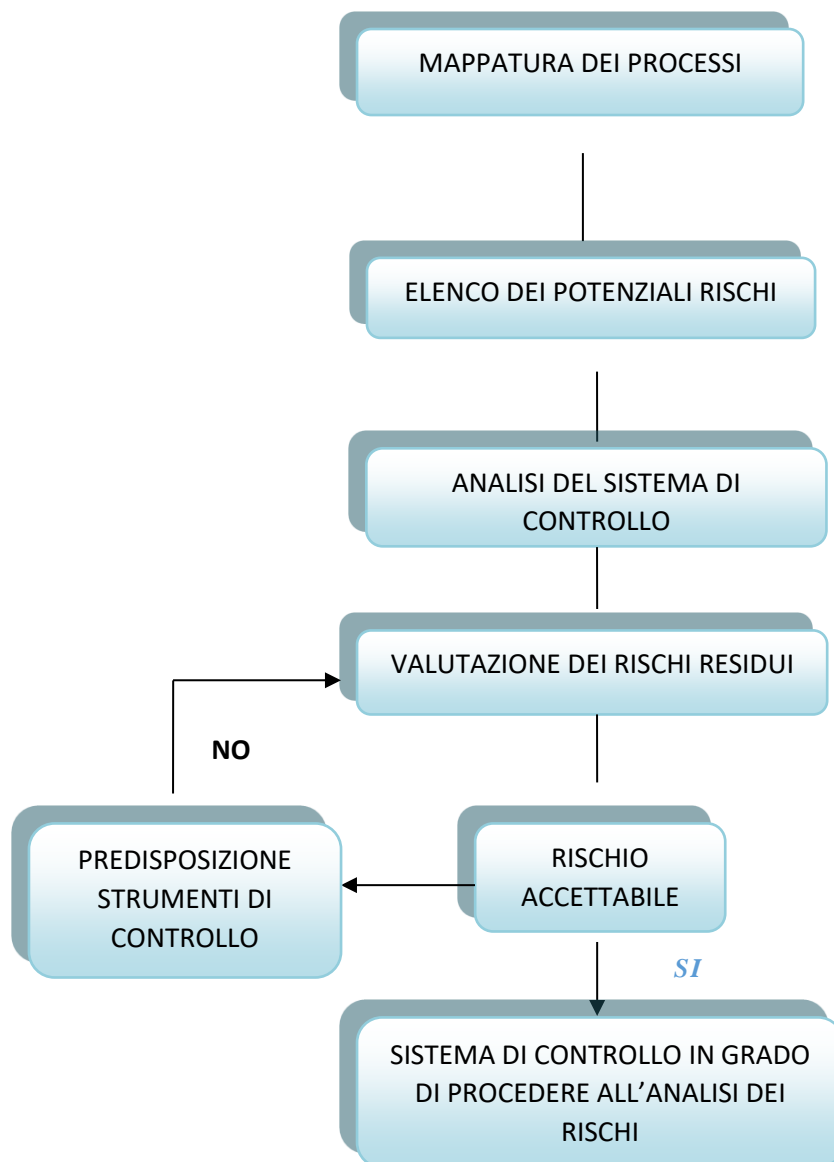 MAPPATURA DEI PROCESSI
ELENCO DEI POTENZIALI RISCHI
ANALISI DEL SISTEMA DI
CONTROLLO
VALUTAZIONE DEI RISCHI RESIDUI
NO
PREDISPOSIZIONE
STRUMENTI DI
CONTROLLO
RISCHIO
ACCETTABILE
SI
SISTEMA DI CONTROLLO IN GRADO
DI PROCEDERE ALL’ANALISI DEI
RISCHI